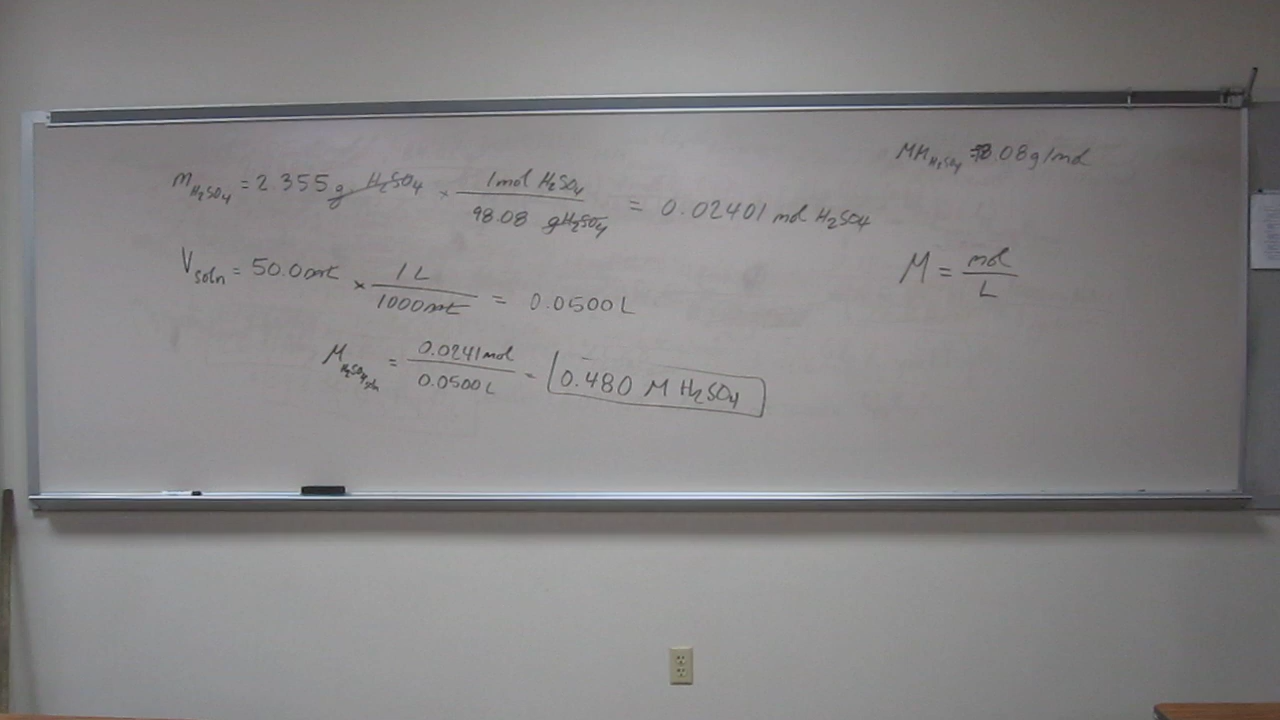 MM H₂SO₄ = 98.08 g/mol
m H₂SO₄ = 2.355 g H₂SO₄ × 1 mol H₂SO₄ / 98.08 g H₂SO₄ = 0.02401 mol H₂SO₄
V soln = 50.0 mL × 1 L / 1000 mL = 0.0500 L
M = mol / L
M H₂SO₄ soln = 0.0241 mol / 0.0500 L = 0.480 M H₂SO₄